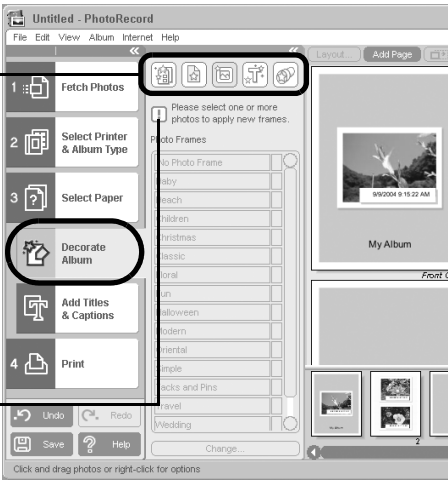 Untitled - PhotoRecord
File Edit View Album Internet Help
Layout... Add Page
1 Fetch Photos
2 Select Printer
& Album Type
3 Select Paper
Decorate
Album
Add Titles
& Captions
4 Print
Undo Redo
Save Help
Please select one or more
photos to apply new frames.
Photo Frames
No Photo Frame
Baby
Beach
Children
Christmas
Classic
Floral
Fun
Halloween
Modern
Oriental
Simple
Tacks and Pins
Travel
Wedding
Change...
9/9/2004 9:15:22 AM
My Album
Front
2
Click and drag photos or right-click for options